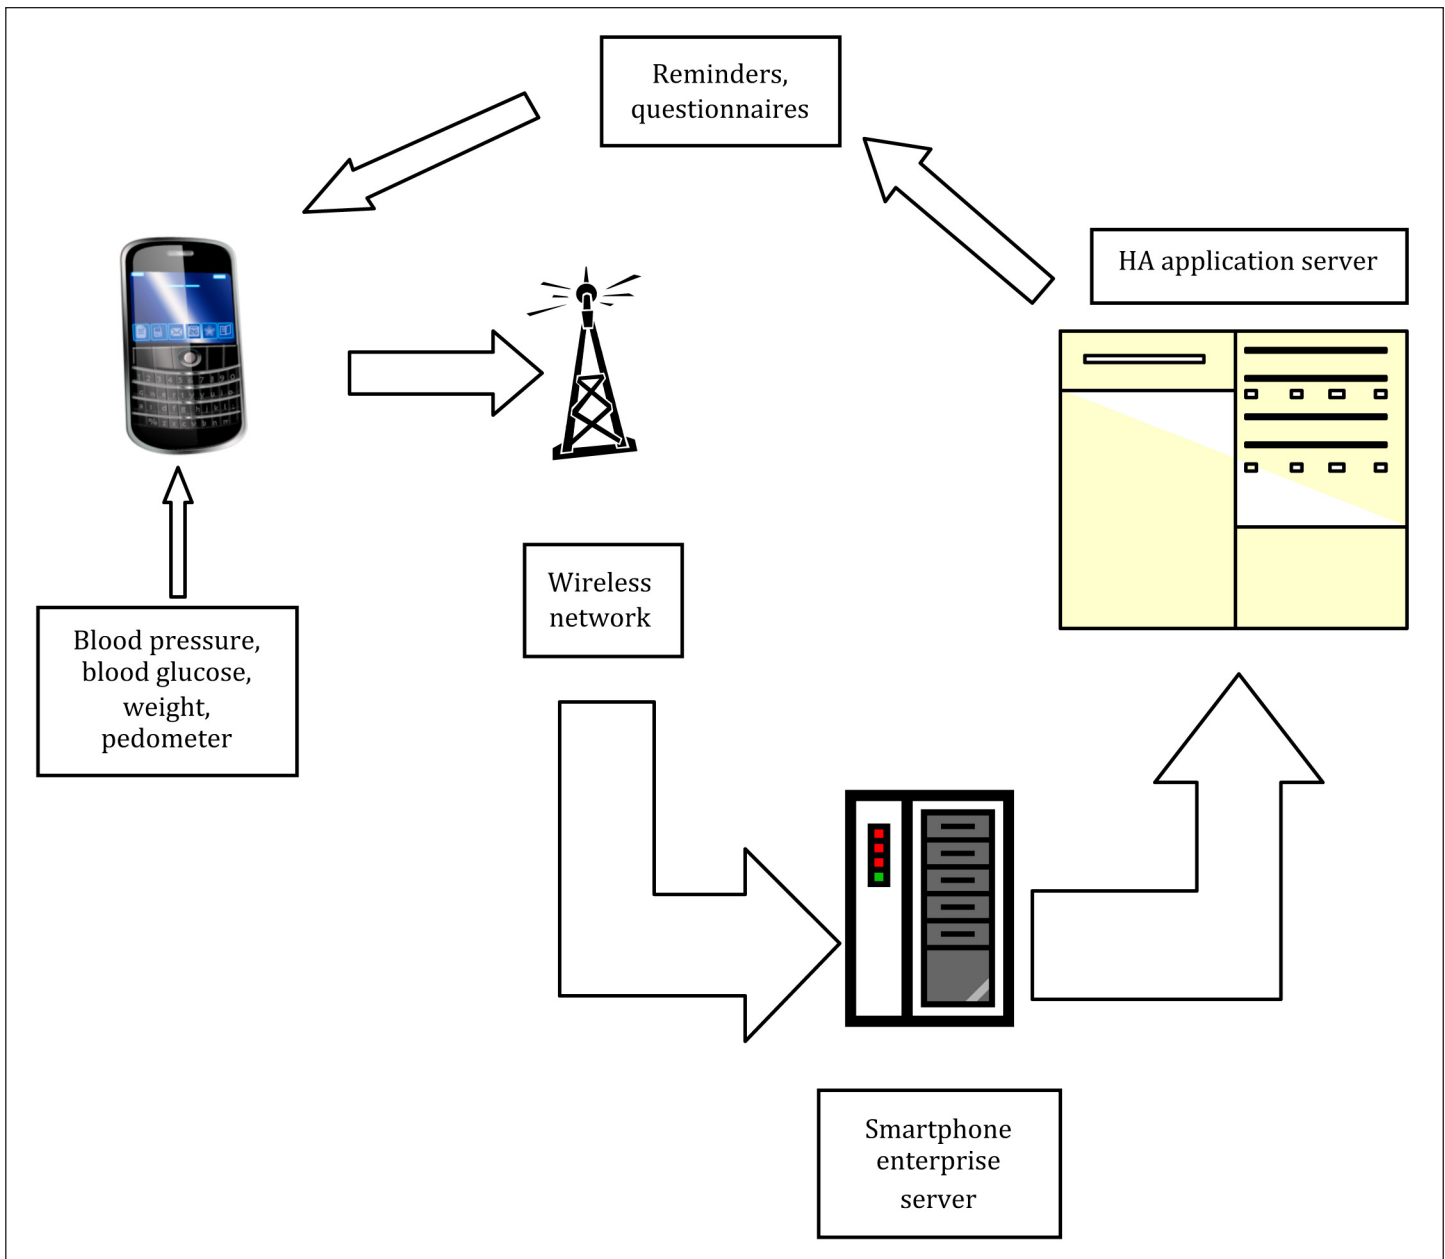 Reminders,
questionnaires
HA application server
Wireless
network
Blood pressure,
blood glucose,
weight,
pedometer
Smartphone
enterprise
server